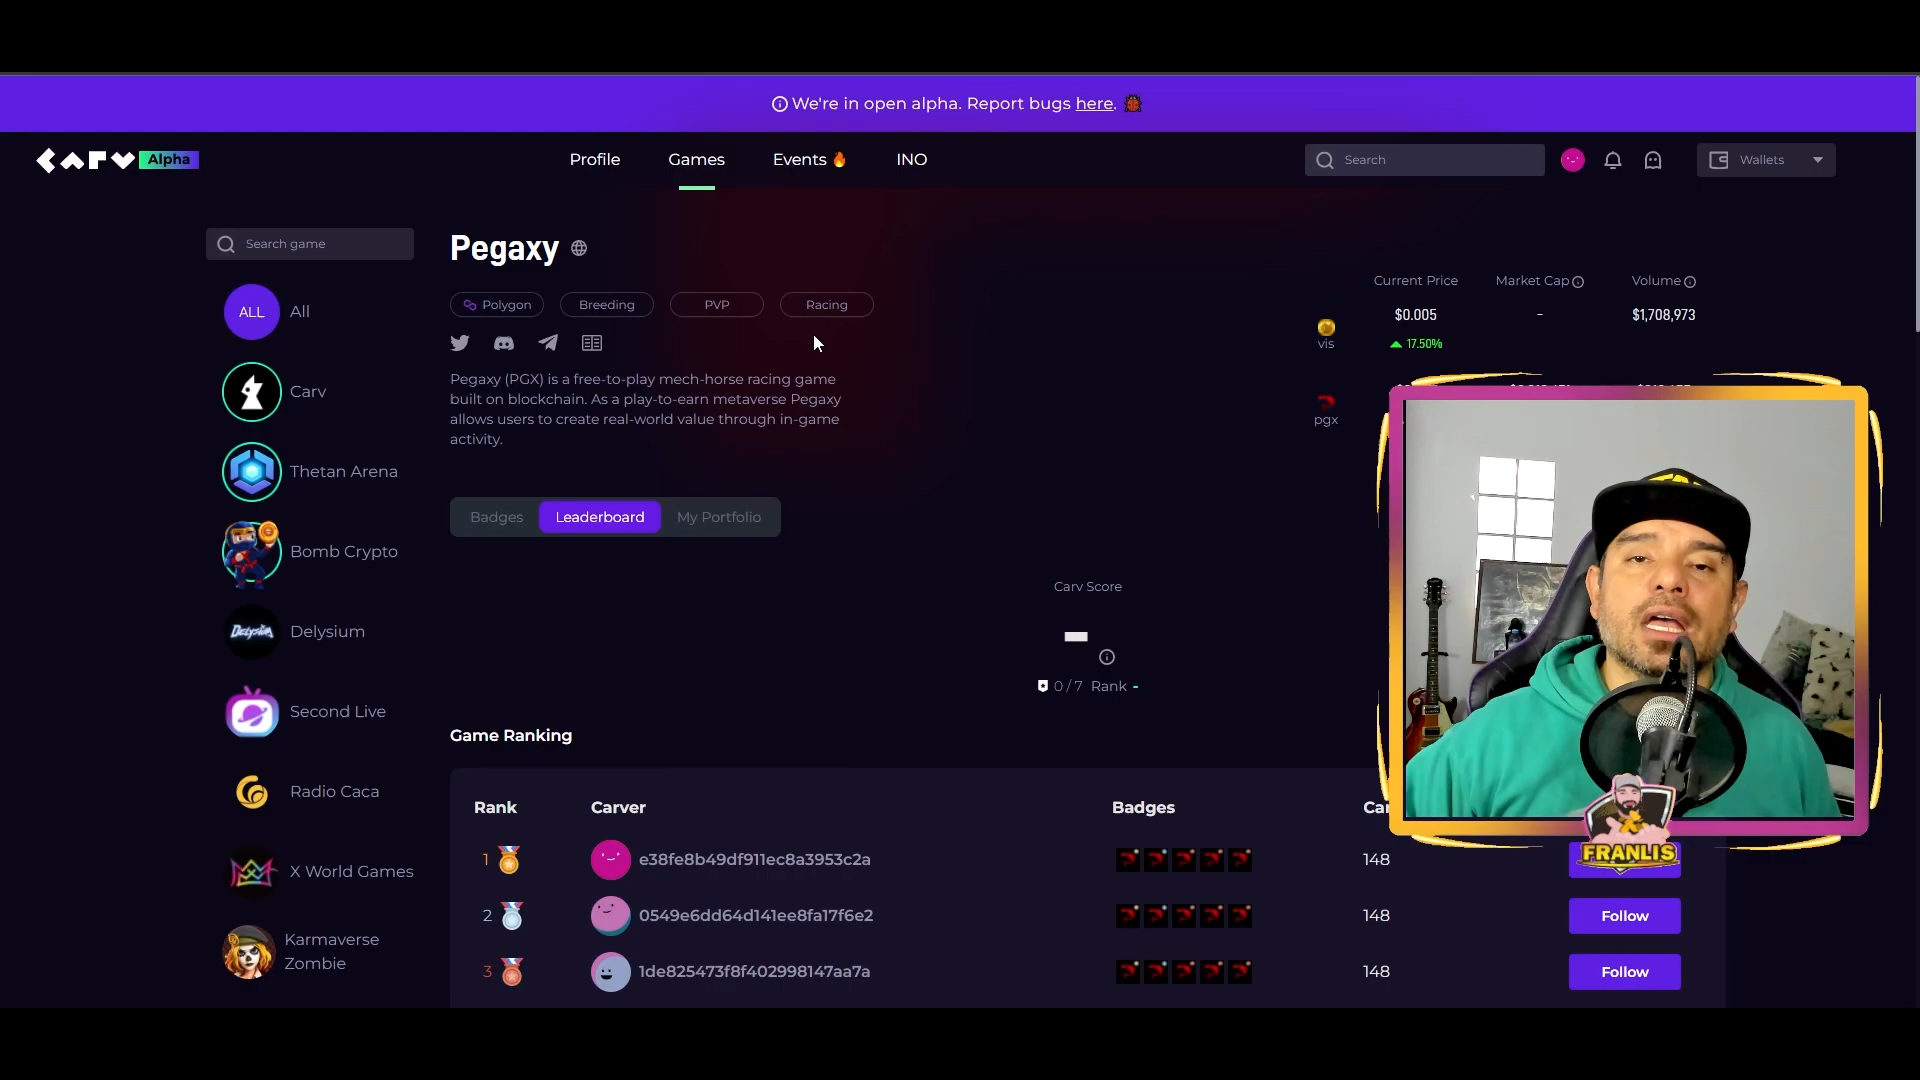 We're in open alpha. Report bugs here.
CARV Alpha
Profile Games Events INO
Search
Wallets
Search game
ALL All
Carv
Thetan Arena
Bomb Crypto
Delysium Delysium
Second Live
Radio Caca
X World Games
Karmaverse
Zombie
Pegaxy
Polygon Breeding PVP Racing
Pegaxy (PGX) is a free-to-play mech-horse racing game
built on blockchain. As a play-to-earn metaverse Pegaxy
allows users to create real-world value through in-game
activity.
Current Price Market Cap Volume
vis $0.005 - $1,708,973
17.50%
pgx
Badges Leaderboard My Portfolio
Carv Score
-
0 / 7 Rank -
Game Ranking
Rank Carver Badges
1 e38fe8b49df911ec8a3953c2a 148
2 0549e6dd64d141ee8fa17f6e2 148 Follow
3 1de825473f8f402998147aa7a 148 Follow
FRANLIS